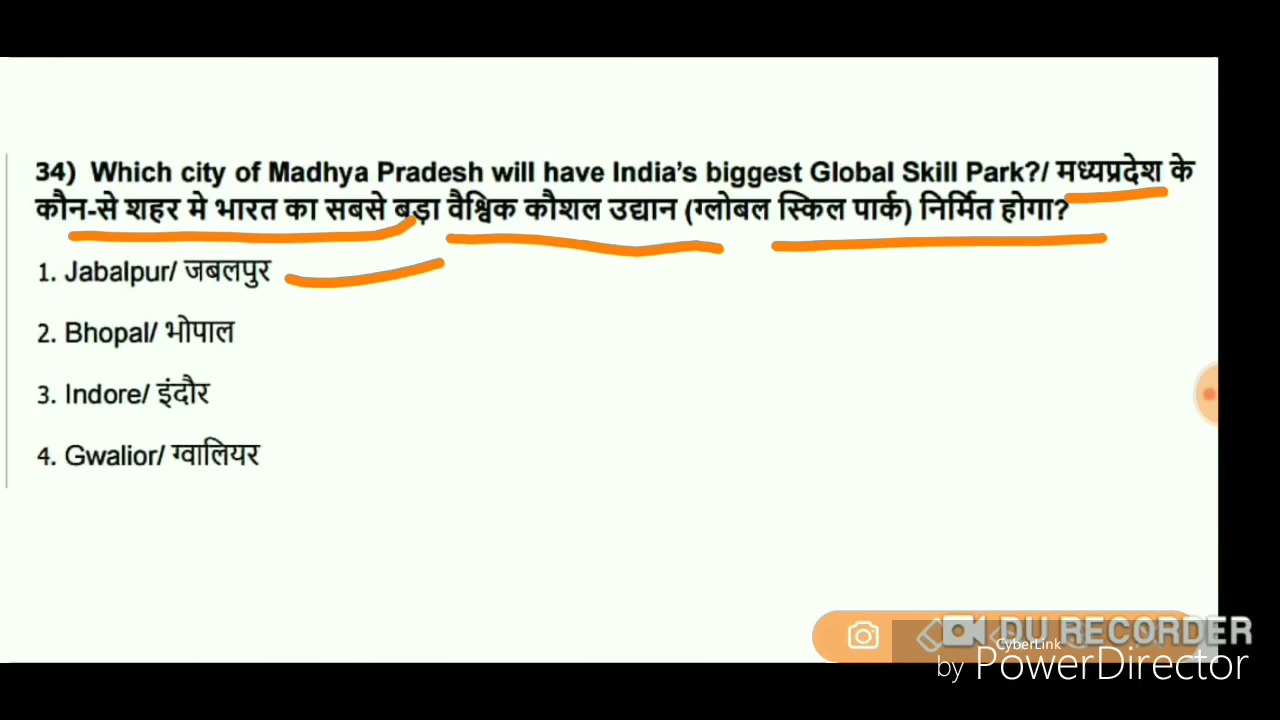 34) Which city of Madhya Pradesh will have India's biggest Global Skill Park?/ मध्यप्रदेश के
कौन-से शहर मे भारत का सबसे बड़ा वैश्विक कौशल उद्यान (ग्लोबल स्किल पार्क) निर्मित होगा?
1. Jabalpur/ जबलपुर
2. Bhopal/ भोपाल
3. Indore/ इंदौर
4. Gwalior/ ग्वालियर
DU RECORDER
CyberLink
by PowerDirector